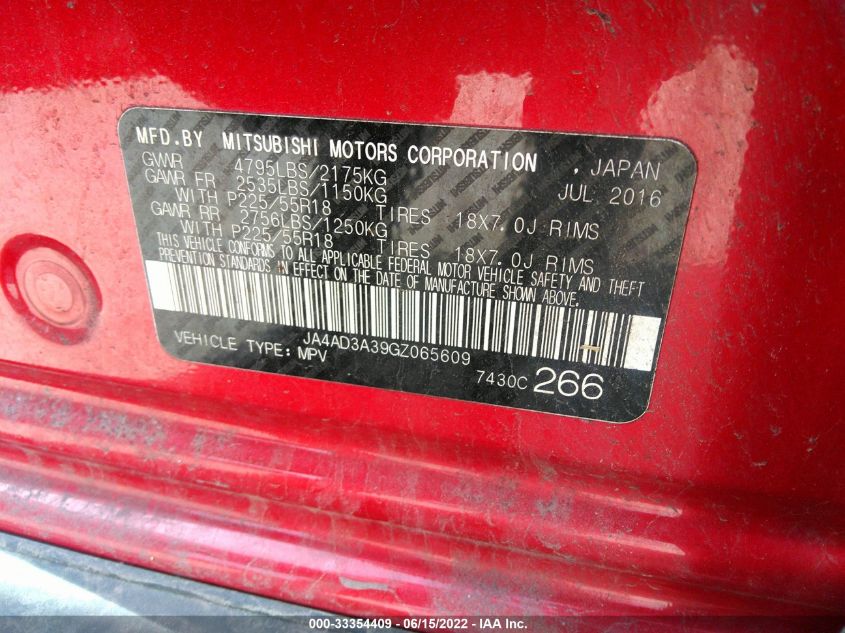 MFD.BY MITSUBISHI MOTORS CORPORATION , JAPAN
GWWR 4795LBS/2175KG JUL 2016
GAWR FR 2535LBS/1150KG
WITH P225/55R18 TIRES 18X7.0J RIMS
GAWR RR 2756LBS/1250KG
WITH P225/55R18 TIRES 18X7.0J RIMS
THIS VEHICLE CONFORMS TO ALL APPLICABLE FEDERAL MOTOR VEHICLE SAFETY AND THEFT
PREVENTION STANDARDS IN EFFECT ON THE DATE OF MANUFACTURE SHOWN ABOVE.
JA4AD3A39GZ065609
VEHICLE TYPE: MPV 7430C 266
000-33354409 - 06/15/2022 - IAA Inc.